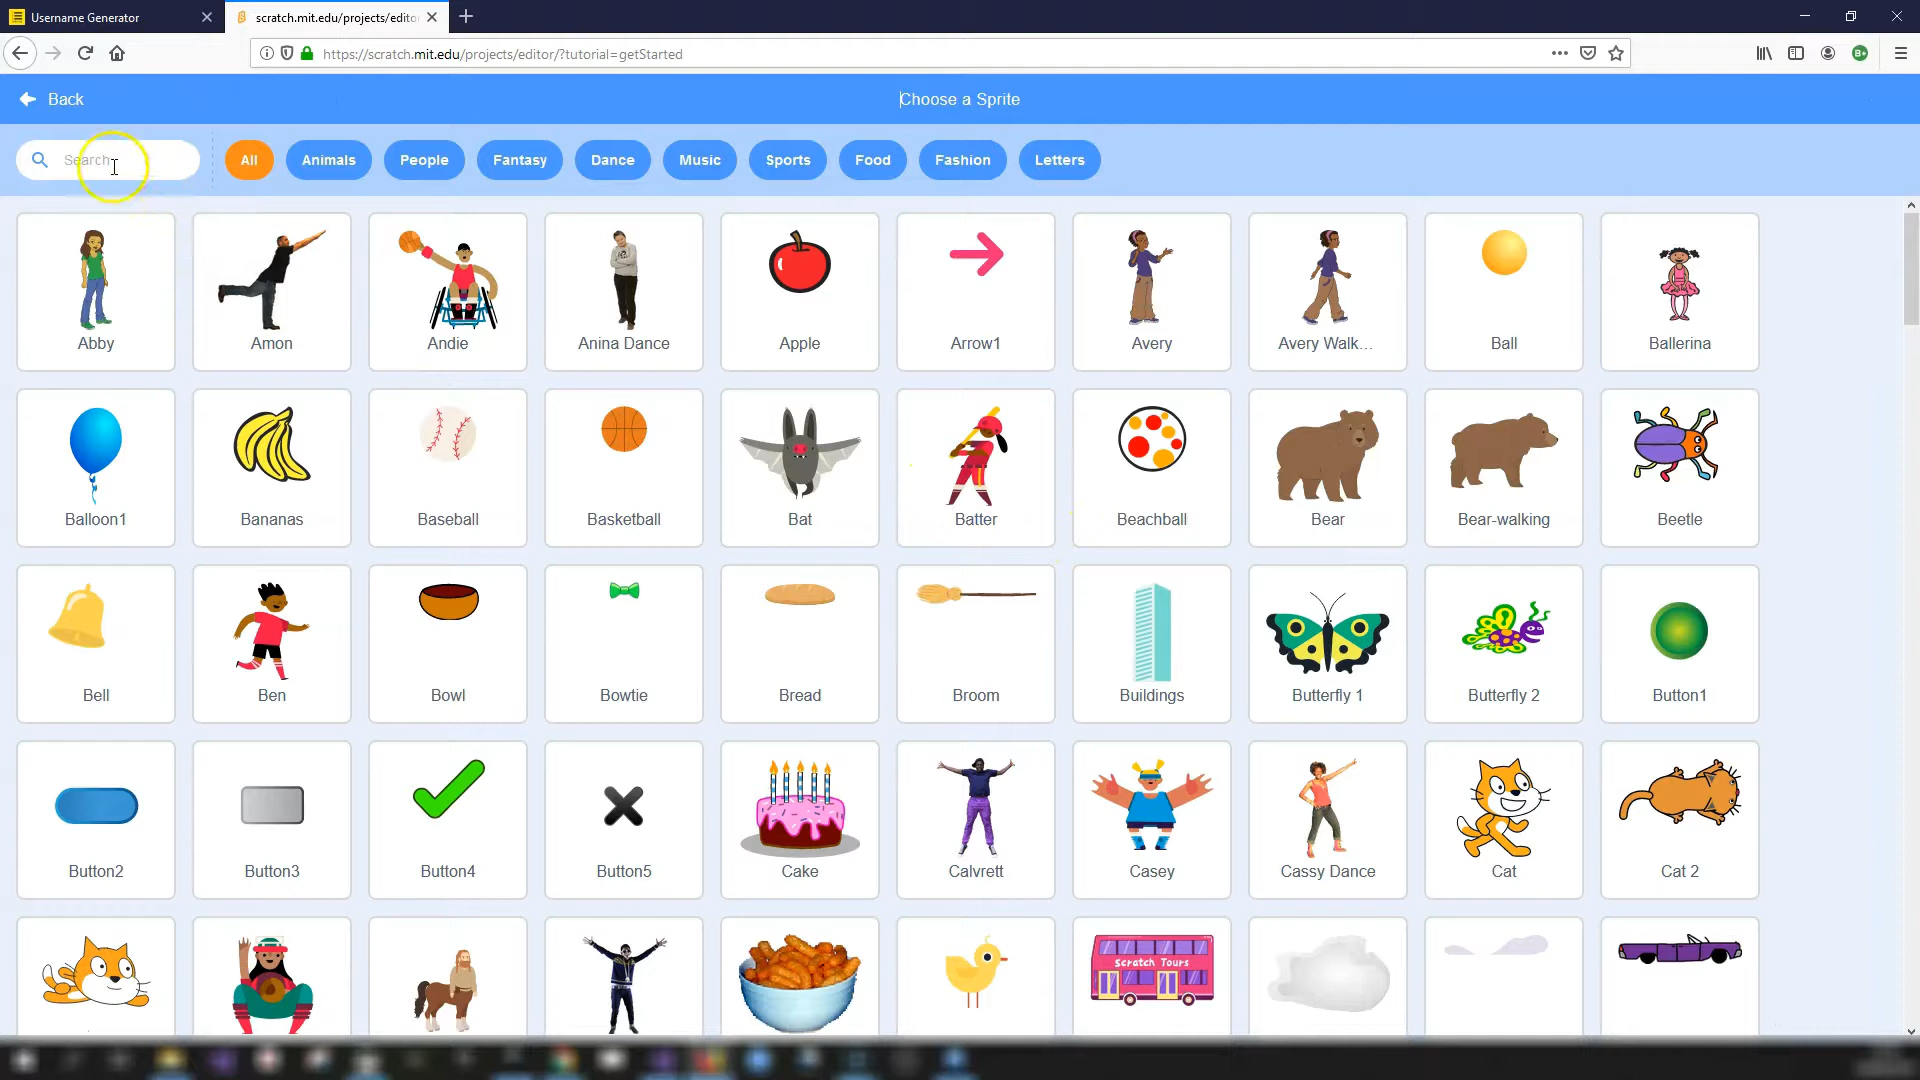 Username Generator
scratch.mit.edu/projects/edito
https://scratch.mit.edu/projects/editor/?tutorial=getStarted
B+
Back
Choose a Sprite
Search
All
Animals
People
Fantasy
Dance
Music
Sports
Food
Fashion
Letters
Abby
Amon
Andie
Anina Dance
Apple
Arrow1
Avery
Avery Walk...
Ball
Ballerina
Balloon1
Bananas
Baseball
Basketball
Bat
Batter
Beachball
Bear
Bear-walking
Beetle
Bell
Ben
Bowl
Bowtie
Bread
Broom
Buildings
Butterfly 1
Butterfly 2
Button1
Button2
Button3
Button4
Button5
Cake
Calvrett
Casey
Cassy Dance
Cat
Cat 2
Scratch Tours